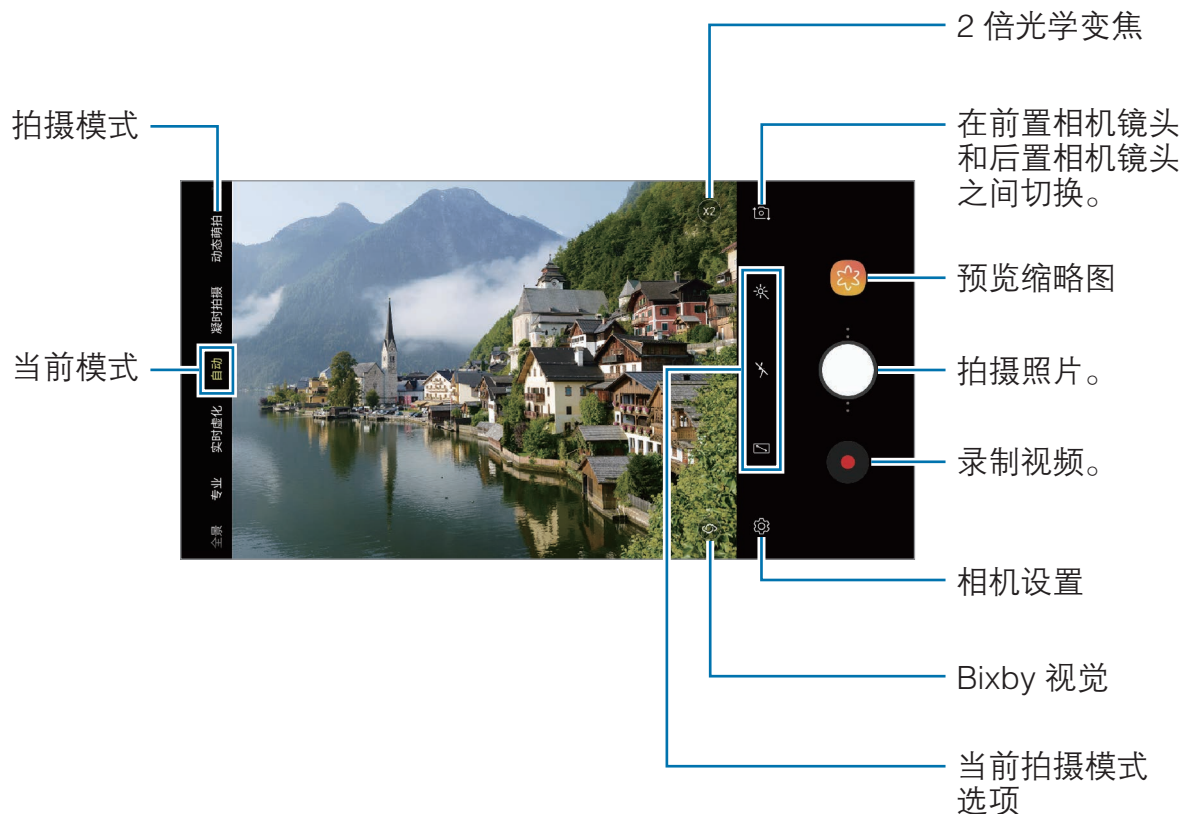 2 倍光学变焦
拍摄模式
在前置相机镜头
和后置相机镜头
之间切换。
X2
动态萌拍
凝时拍摄
预览缩略图
当前模式
自动
拍摄照片。
实时虚化
录制视频。
专业
全景
相机设置
Bixby 视觉
当前拍摄模式
选项